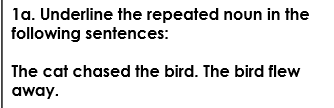 1a. Underline the repeated noun in the
following sentences:
The cat chased the bird. The bird flew
away.